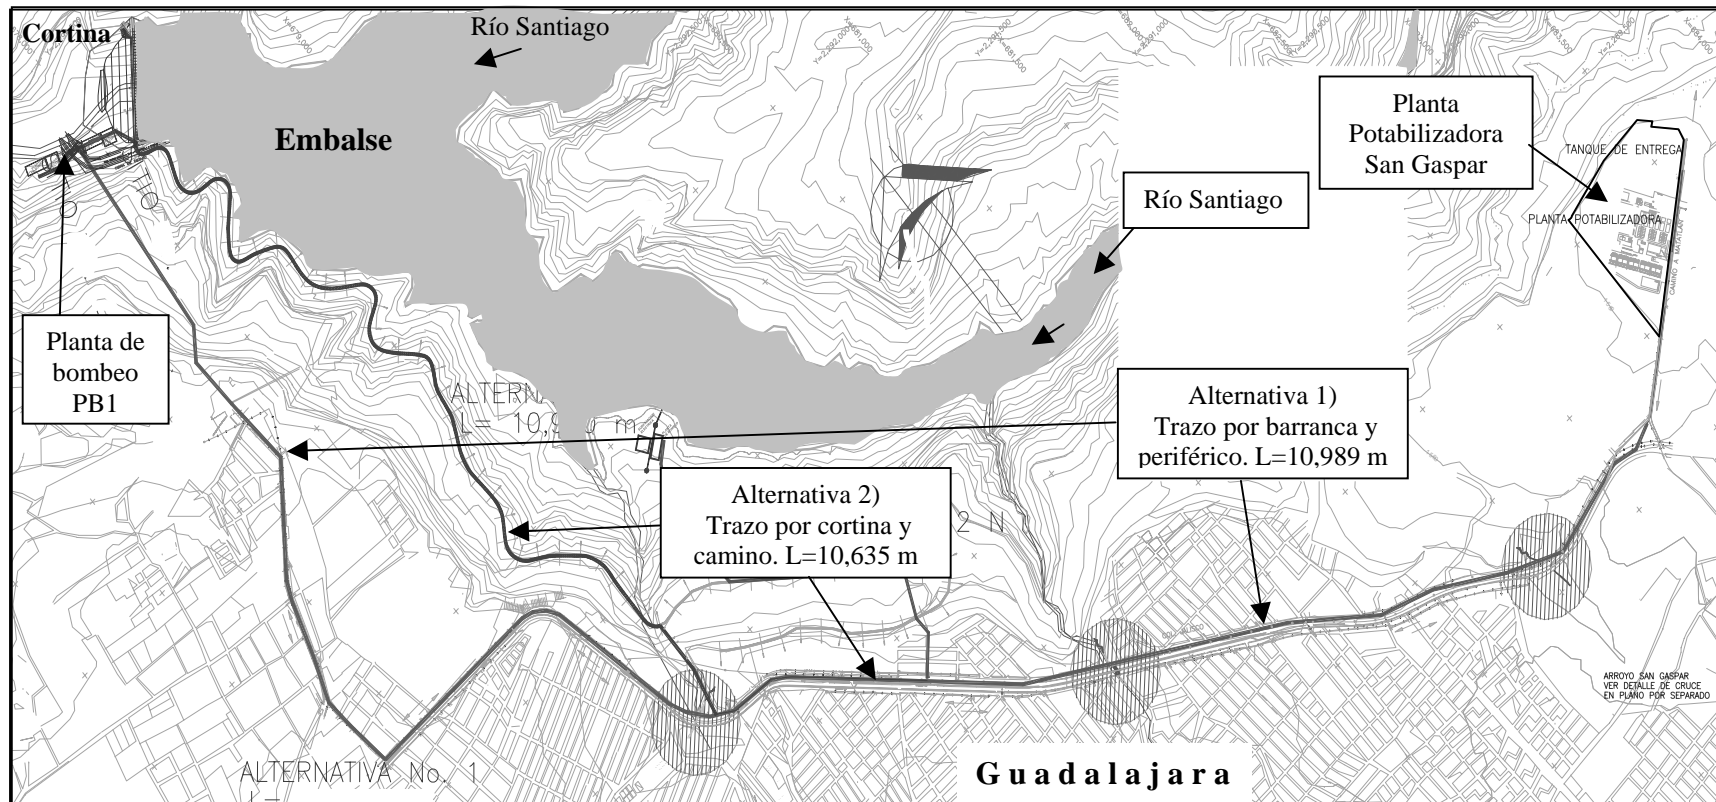 Cortina
Río Santiago
Embalse
Planta
Potabilizadora
San Gaspar
TANQUE DE ENTREGA
PLANTA POTABILIZADORA
Río Santiago
Planta de
bombeo
PB1
Alternativa 1)
Trazo por barranca y
periférico. L=10,989 m
Alternativa 2)
Trazo por cortina y
camino. L=10,635 m
ARROYO SAN GASPAR
VER DETALLE DE CRUCE
EN PLANO POR SEPARADO
Guadalajara
ALTERNATIVA No. 1
L=